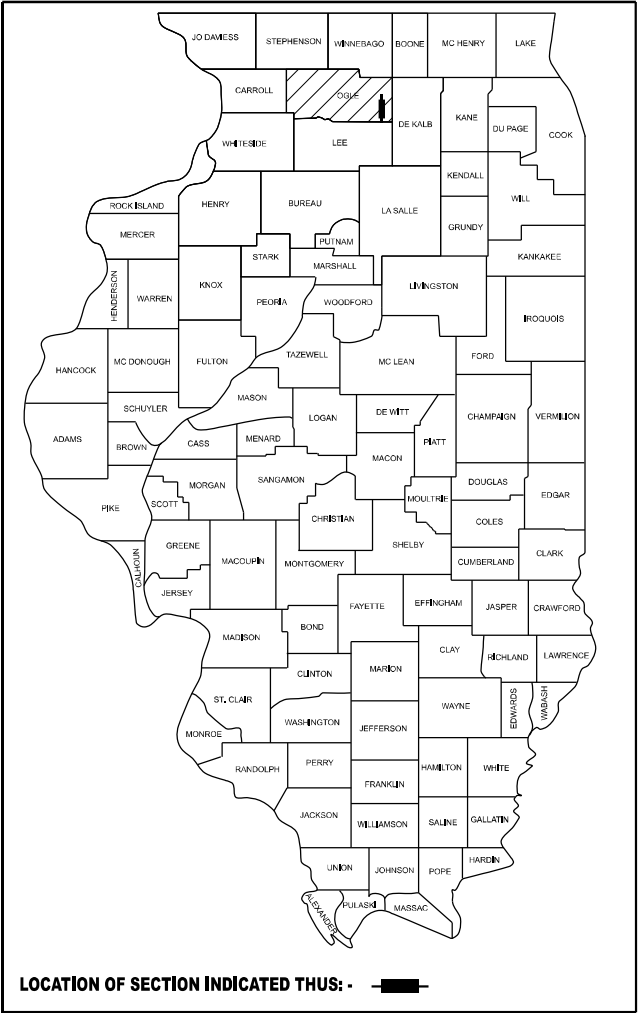 JO DAVIESS
STEPHENSON
WINNEBAGO
BOONE
MC HENRY
LAKE
CARROLL
OGLE
DE KALB
KANE
DU PAGE
COOK
WHITESIDE
LEE
KENDALL
WILL
ROCK ISLAND
HENRY
BUREAU
LA SALLE
GRUNDY
MERCER
PUTNAM
STARK
MARSHALL
KANKAKEE
HENDERSON
WARREN
KNOX
PEORIA
WOODFORD
LIVINGSTON
IROQUOIS
HANCOCK
MC DONOUGH
FULTON
TAZEWELL
MC LEAN
FORD
MASON
SCHUYLER
LOGAN
DE WITT
CHAMPAIGN
VERMILION
ADAMS
BROWN
CASS
MENARD
PIATT
MACON
PIKE
SCOTT
MORGAN
SANGAMON
MOULTRIE
DOUGLAS
EDGAR
CHRISTIAN
COLES
GREENE
CALHOUN
MACOUPIN
MONTGOMERY
SHELBY
CUMBERLAND
CLARK
JERSEY
FAYETTE
EFFINGHAM
JASPER
CRAWFORD
MADISON
BOND
CLAY
RICHLAND
LAWRENCE
CLINTON
MARION
ST. CLAIR
WAYNE
EDWARDS
WABASH
WASHINGTON
JEFFERSON
MONROE
RANDOLPH
PERRY
HAMILTON
WHITE
FRANKLIN
JACKSON
WILLIAMSON
SALINE
GALLATIN
UNION
JOHNSON
POPE
HARDIN
ALEXANDER
PULASKI
MASSAC
LOCATION OF SECTION INDICATED THUS: -